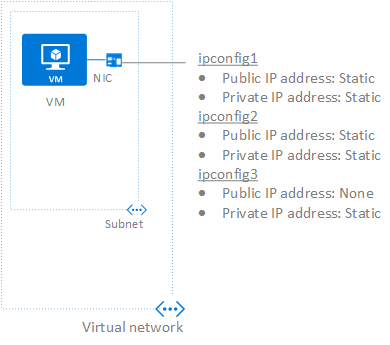 VM
NIC
VM
Subnet
Virtual network
ipconfig1
● Public IP address: Static
● Private IP address: Static
ipconfig2
● Public IP address: Static
● Private IP address: Static
ipconfig3
● Public IP address: None
● Private IP address: Static